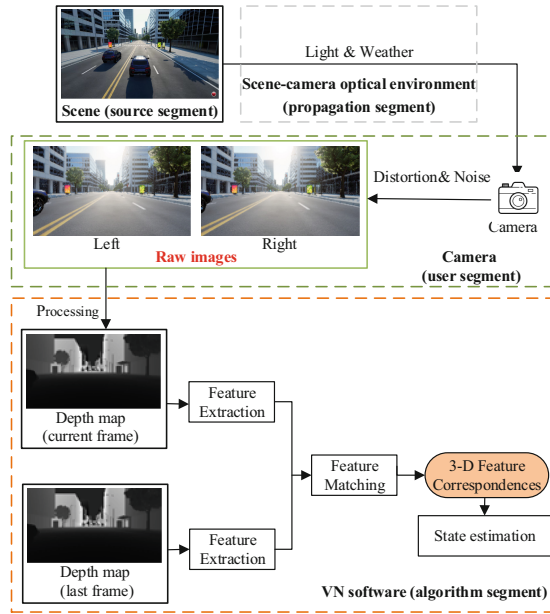 Light & Weather
Scene (source segment)
Scene-camera optical environment
(propagation segment)
Distortion& Noise
Camera
Left
Right
Raw images
Camera
(user segment)
Processing
Depth map
(current frame)
Feature
Extraction
Feature
Matching
3-D Feature
Correspondences
State estimation
Depth map
(last frame)
Feature
Extraction
VN software (algorithm segment)